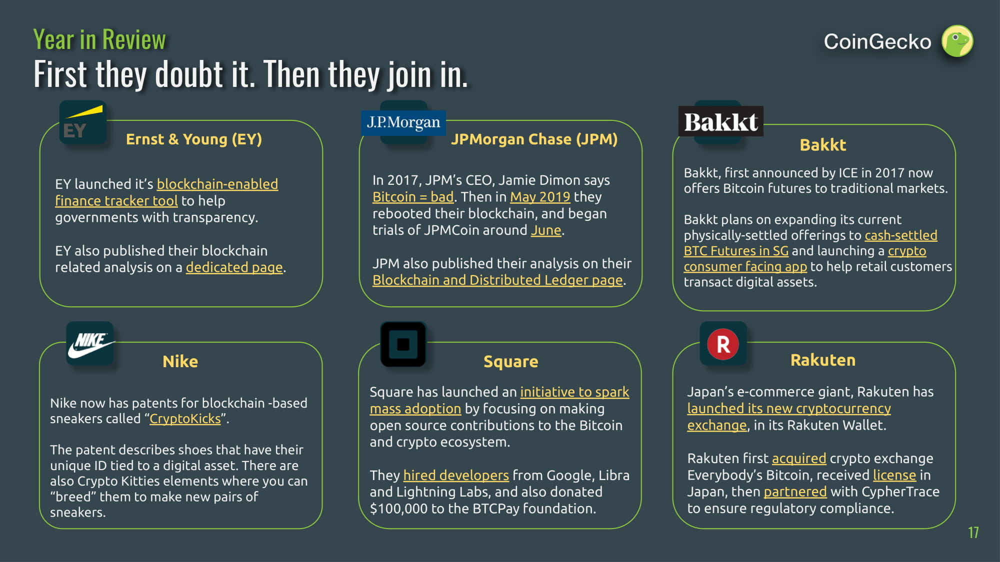 Year in Review
First they doubt it. Then they join in.
CoinGecko
EY
Ernst & Young (EY)
EY launched it’s blockchain-enabled
finance tracker tool to help
governments with transparency.
EY also published their blockchain
related analysis on a dedicated page.
J.P.Morgan
JPMorgan Chase (JPM)
In 2017, JPM’s CEO, Jamie Dimon says
Bitcoin = bad. Then in May 2019 they
rebooted their blockchain, and began
trials of JPMCoin around June.
JPM also published their analysis on their
Blockchain and Distributed Ledger page.
Bakkt
Bakkt
Bakkt, first announced by ICE in 2017 now
offers Bitcoin futures to traditional markets.
Bakkt plans on expanding its current
physically-settled offerings to cash-settled
BTC Futures in SG and launching a crypto
consumer facing app to help retail customers
transact digital assets.
NIKE
Nike
Nike now has patents for blockchain -based
sneakers called “CryptoKicks”.
The patent describes shoes that have their
unique ID tied to a digital asset. There are
also Crypto Kitties elements where you can
“breed” them to make new pairs of
sneakers.
Square
Square has launched an initiative to spark
mass adoption by focusing on making
open source contributions to the Bitcoin
and crypto ecosystem.
They hired developers from Google, Libra
and Lightning Labs, and also donated
$100,000 to the BTCPay foundation.
R
Rakuten
Japan’s e-commerce giant, Rakuten has
launched its new cryptocurrency
exchange, in its Rakuten Wallet.
Rakuten first acquired crypto exchange
Everybody’s Bitcoin, received license in
Japan, then partnered with CypherTrace
to ensure regulatory compliance.
17